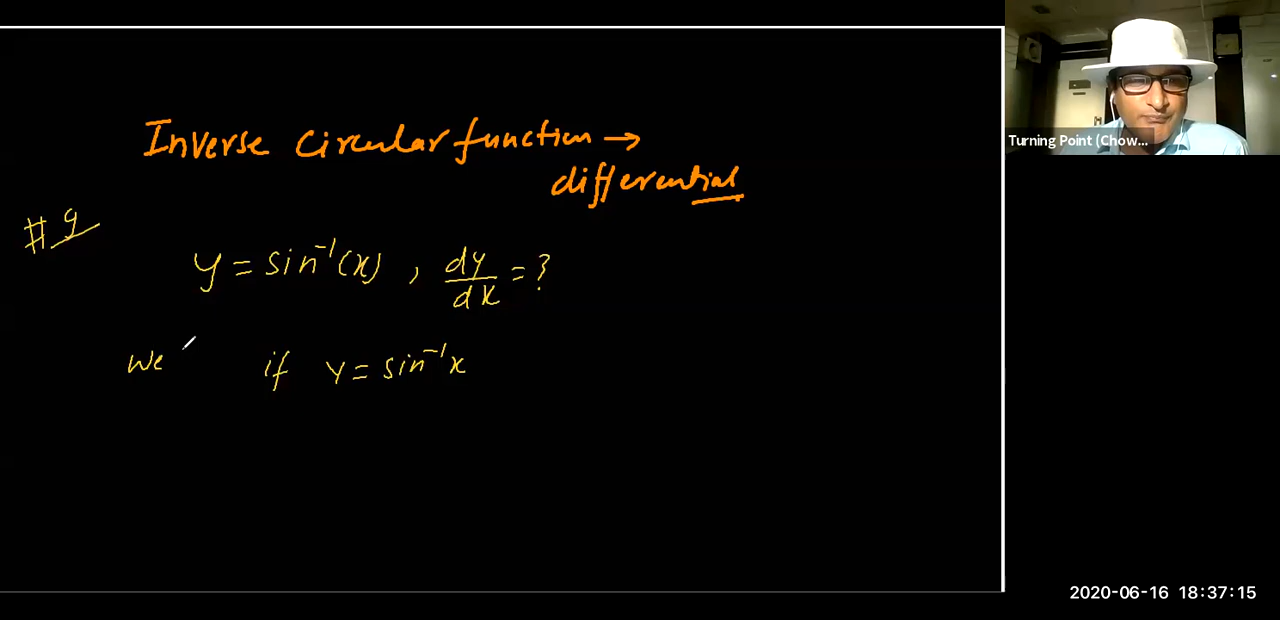 Inverse circular function →
differential
# 9
y = sin⁻¹(x), dy/dx = ?
We if y = sin⁻¹x
Turning Point (Chow...
2020-06-16 18:37:15